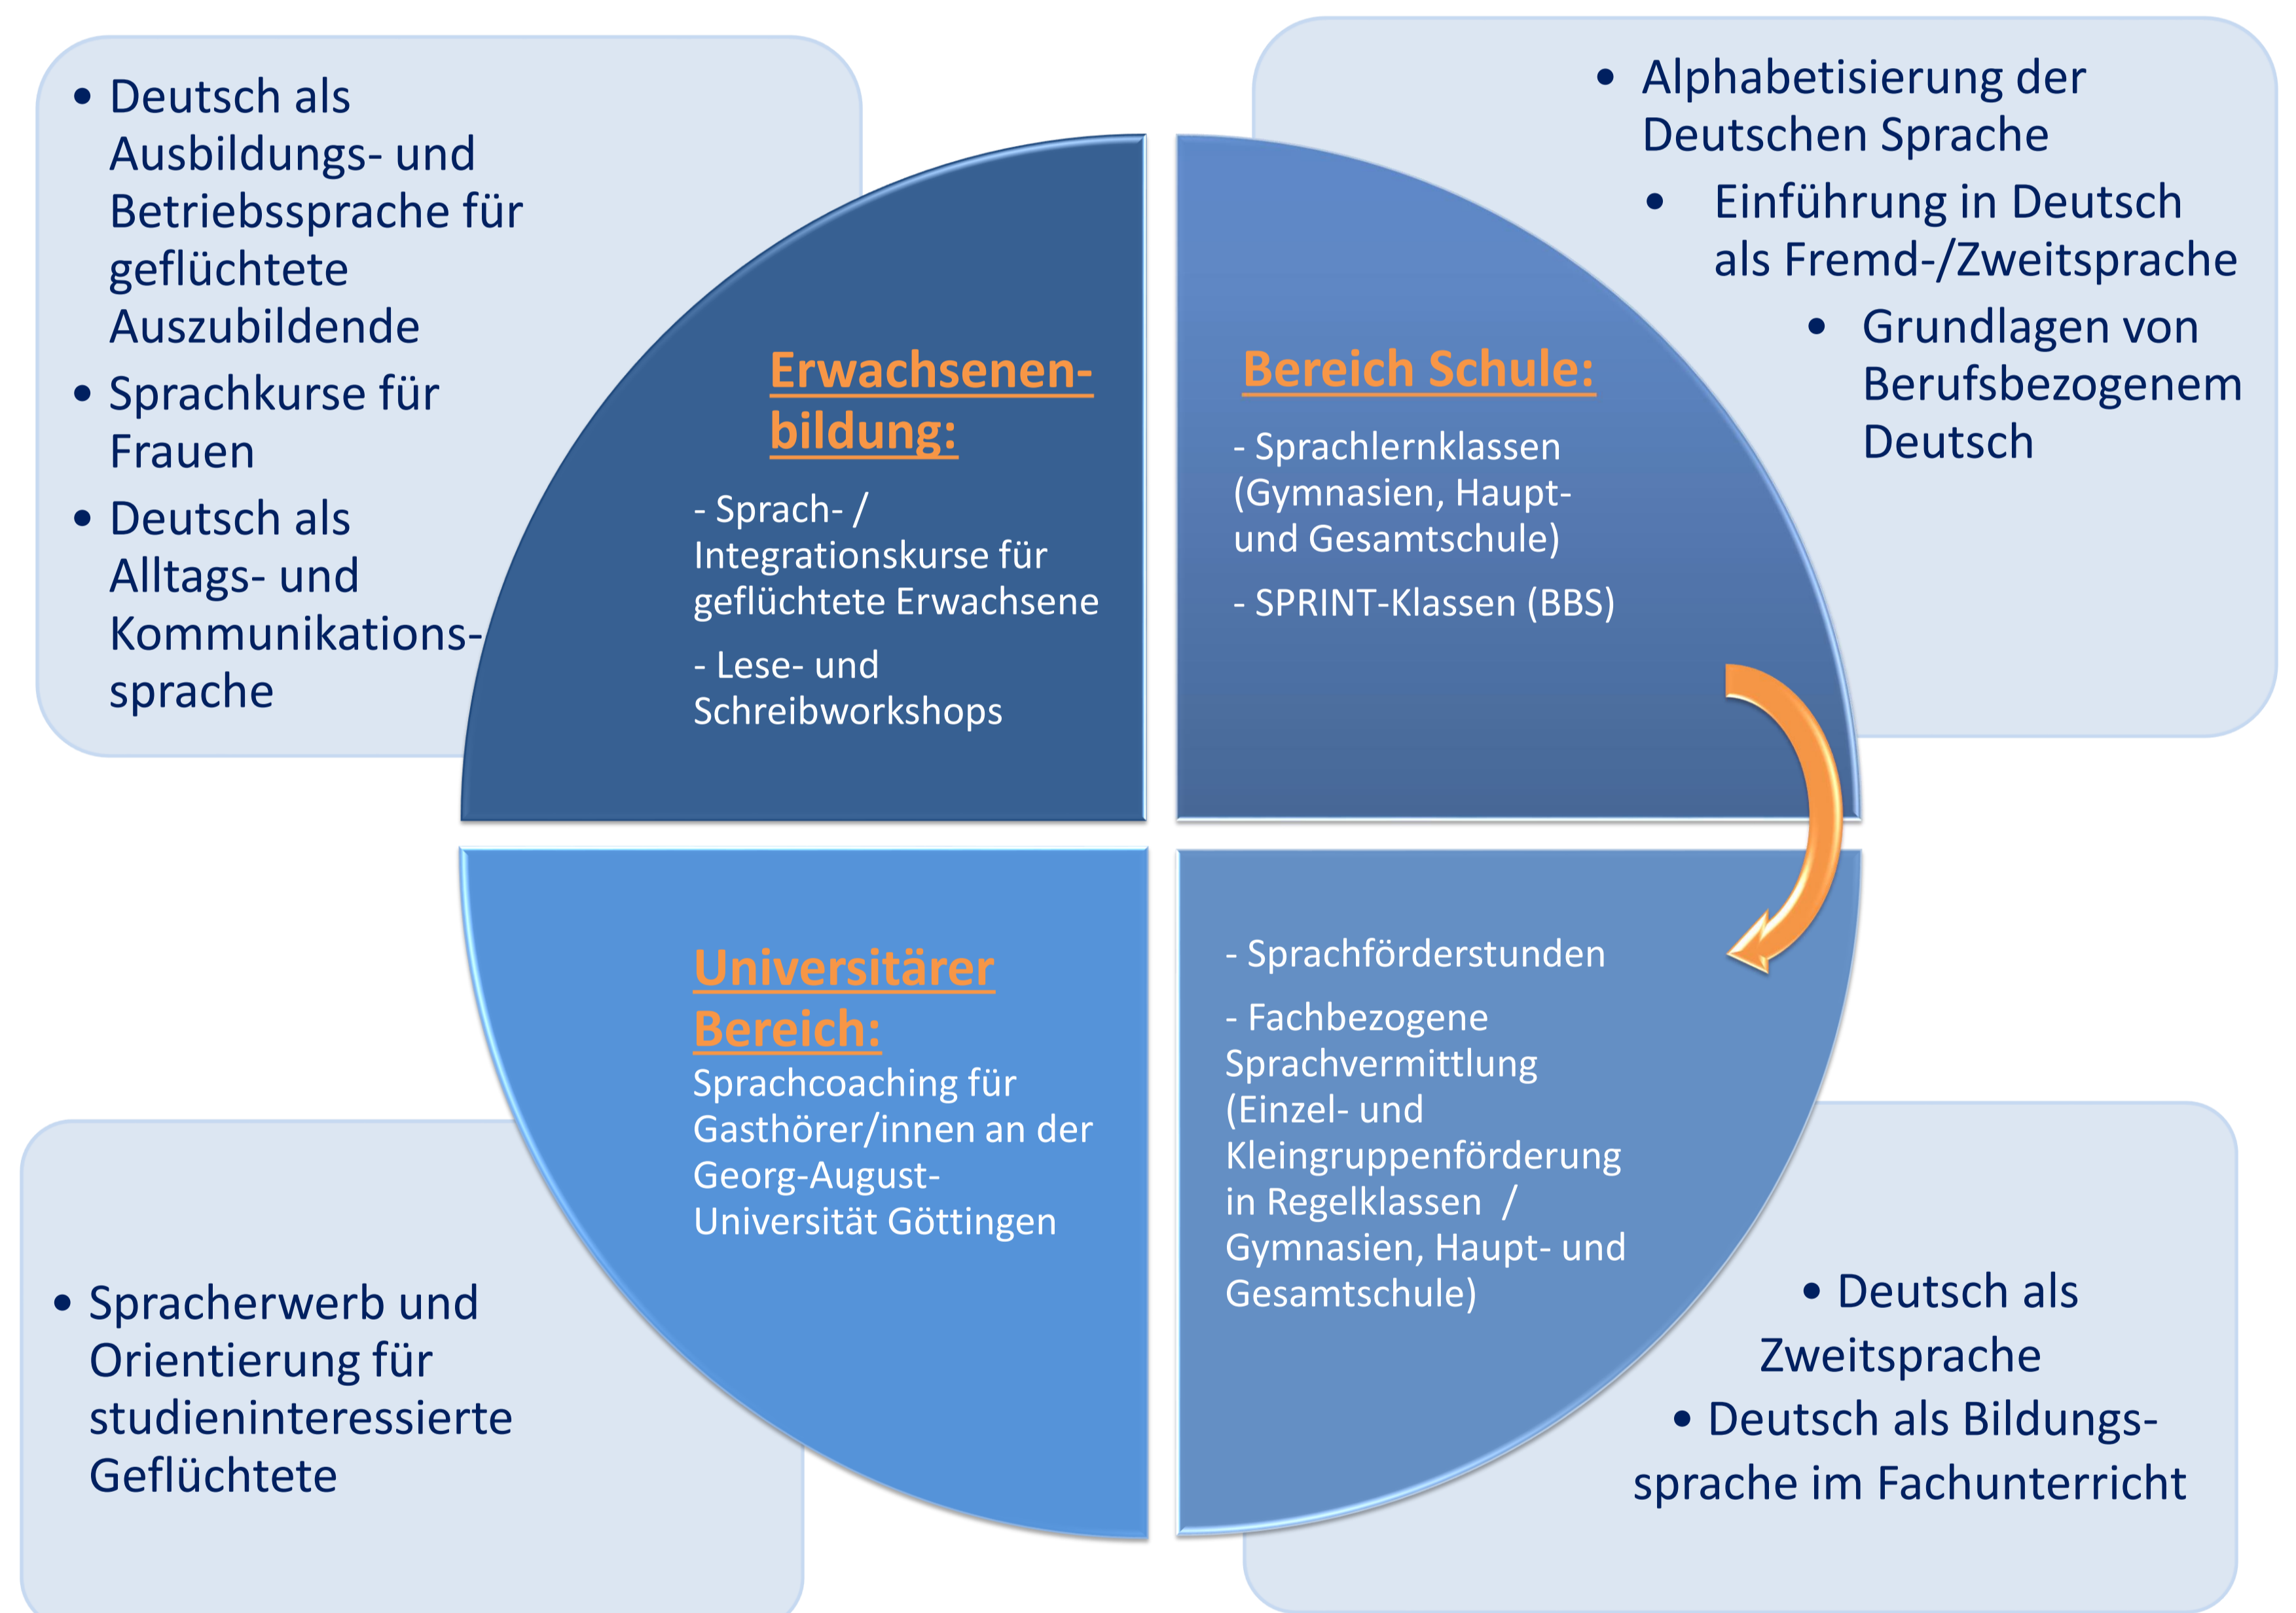 • Deutsch als
Ausbildungs- und
Betriebssprache für
geflüchtete
Auszubildende
• Sprachkurse für
Frauen
• Deutsch als
Alltags- und
Kommunikations-
sprache
Erwachsenen-
bildung:
- Sprach- /
Integrationskurse für
geflüchtete Erwachsene
- Lese- und
Schreibworkshops
Bereich Schule:
- Sprachlernklassen
(Gymnasien, Haupt-
und Gesamtschule)
- SPRINT-Klassen (BBS)
• Alphabetisierung der
Deutschen Sprache
• Einführung in Deutsch
als Fremd-/Zweitsprache
• Grundlagen von
Berufsbezogenem
Deutsch
• Spracherwerb und
Orientierung für
studieninteressierte
Geflüchtete
Universitärer
Bereich:
Sprachcoaching für
Gasthörer/innen an der
Georg-August-
Universität Göttingen
- Sprachförderstunden
- Fachbezogene
Sprachvermittlung
(Einzel- und
Kleingruppenförderung
in Regelklassen /
Gymnasien, Haupt- und
Gesamtschule)
• Deutsch als
Zweitsprache
• Deutsch als Bildungs-
sprache im Fachunterricht